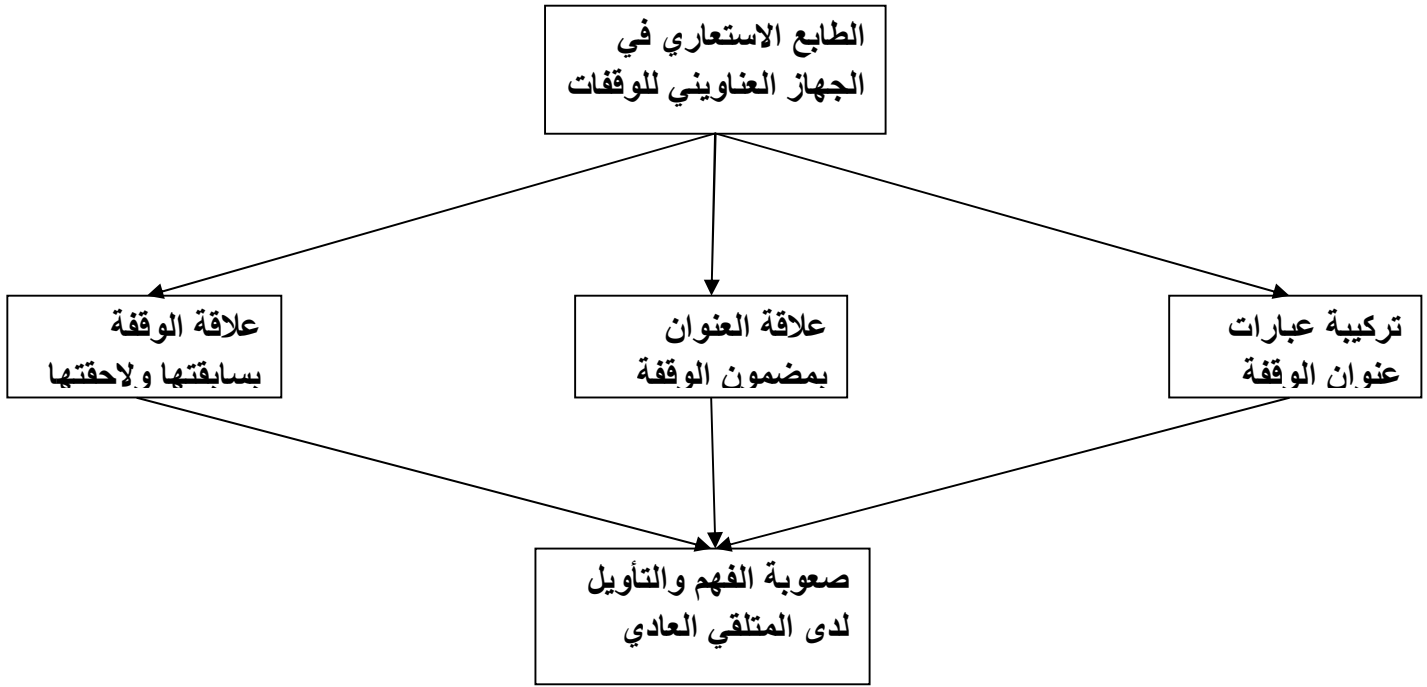 الطابع الاستعاري في
الجهاز العناويني للوقفات
تركيبة عبارات
عنوان الوقفة
علاقة العنوان
بمضمون الوقفة
علاقة الوقفة
بسابقتها ولاحقتها
صعوبة الفهم والتأويل
لدى المتلقي العادي